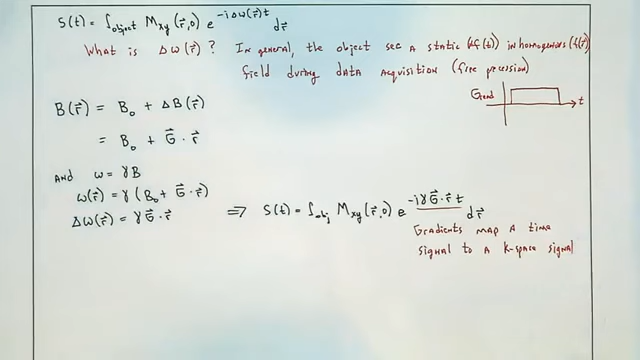 S(t) = ∫object Mxy(r⃗,0) e^-iΔω(r⃗)t dr⃗
What is Δω(r⃗)? In general, the object see a static (≠f(t)) inhomogeneous (f(r⃗))
field during data acquisition (free precession)
Gread t
B(r⃗) = B₀ + ΔB(r⃗)
= B₀ + G⃗ · r⃗
AND ω = γB
ω(r⃗) = γ(B₀ + G⃗ · r⃗)
Δω(r⃗) = γG⃗ · r⃗ ⇒ S(t) = ∫obj Mxy(r⃗,0) e^-iγG⃗·r⃗ t dr⃗
Gradients map a time
signal to a k-space signal